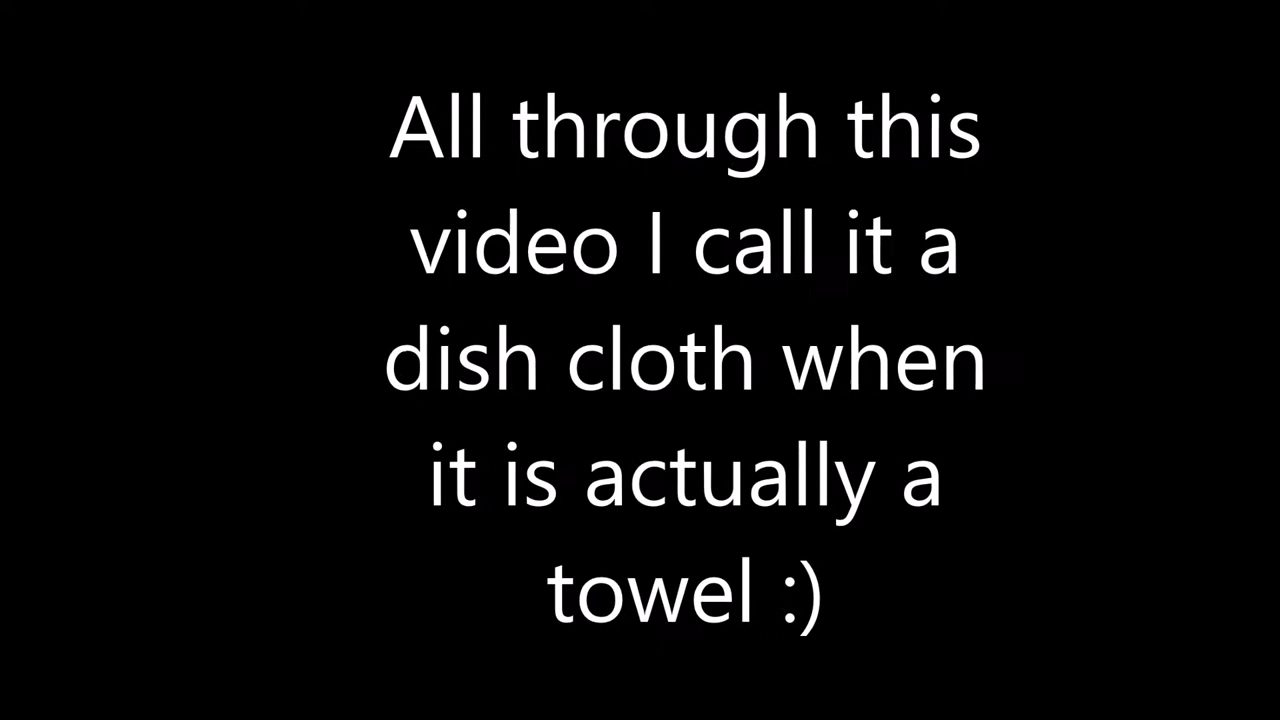 All through this
video I call it a
dish cloth when
it is actually a
towel :)